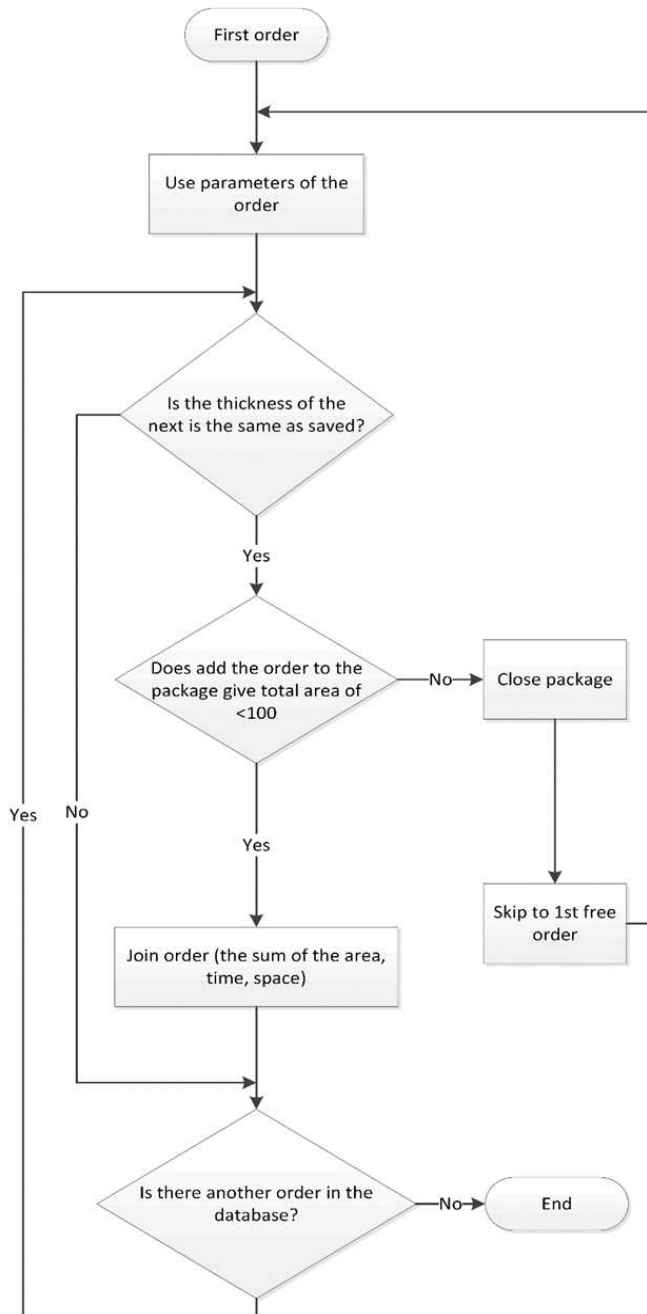 First order
Use parameters of the
order
Is the thickness of the
next is the same as saved?
Yes
Does add the order to the
package give total area of
<100
No
Close package
Yes
No
Yes
Skip to 1st free
order
Join order (the sum of the area,
time, space)
Is there another order in the
database?
No
End